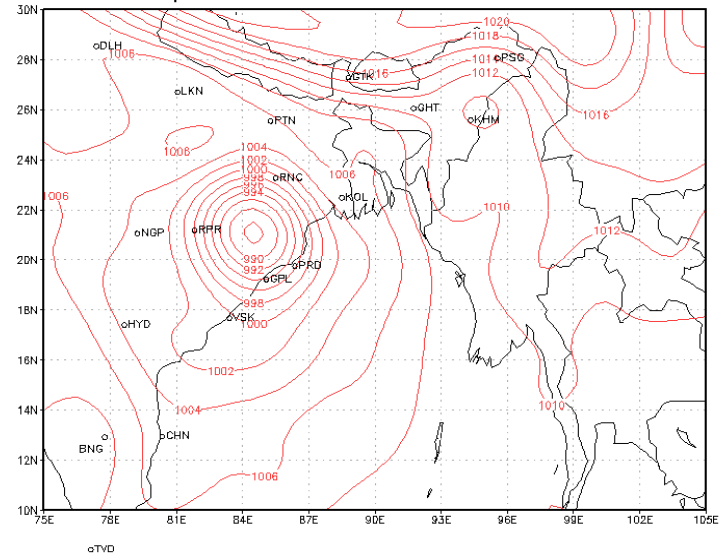 30N
1020
1018
DLH
28N
1006
1014
PSG
GTK
1016
1012
LKN
26N
GHT
1016
PTN
KHM
1004
24N
1006
1002
1000
1006
998
RNC
996
994
1006
KOL
22N
1010
NGP
RPR
1012
20N
990
PRD
992
GPL
18N
998
HYD
VSK
1000
16N
1002
14N
1004
1010
CHN
BNG
12N
1006
10N
75E 78E 81E 84E 87E 90E 93E 96E 99E 102E 105E
TVD